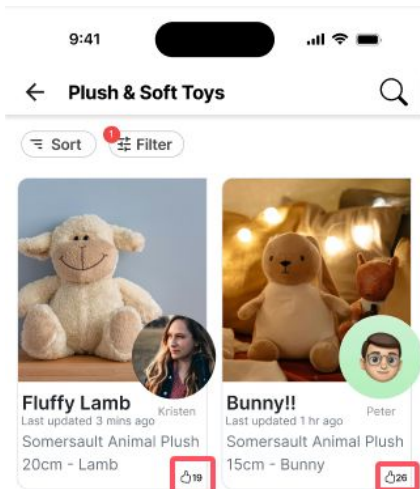 9:41
Plush & Soft Toys
Sort
1
Filter
Fluffy Lamb
Last updated 3 mins ago
Kristen
Somersault Animal Plush
20cm - Lamb
19
Bunny!!
Last updated 1 hr ago
Peter
Somersault Animal Plush
15cm - Bunny
26